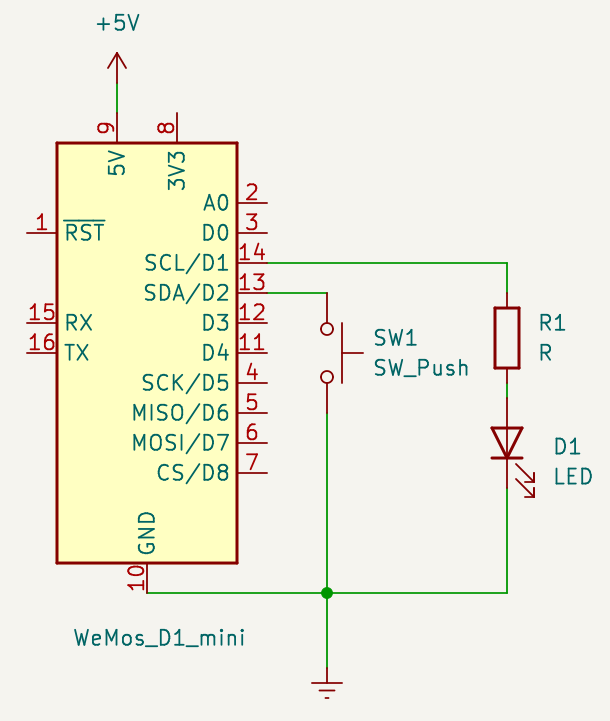 +5V
9
8
5V
3V3
A0
2
D0
3
1
RST
SCL/D1
14
SDA/D2
13
15
RX
D3
12
16
TX
D4
11
SCK/D5
4
MISO/D6
5
MOSI/D7
6
CS/D8
7
SW1
SW_Push
R1
R
D1
LED
GND
10
WeMos_D1_mini